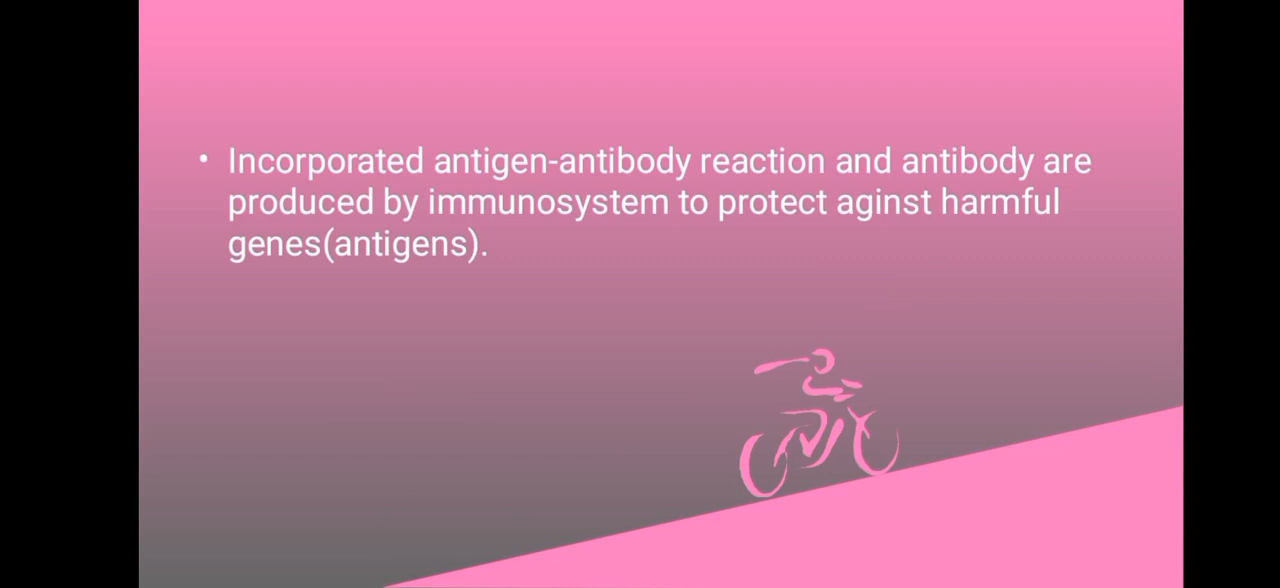 • Incorporated antigen-antibody reaction and antibody are
produced by immunosystem to protect aginst harmful
genes(antigens).